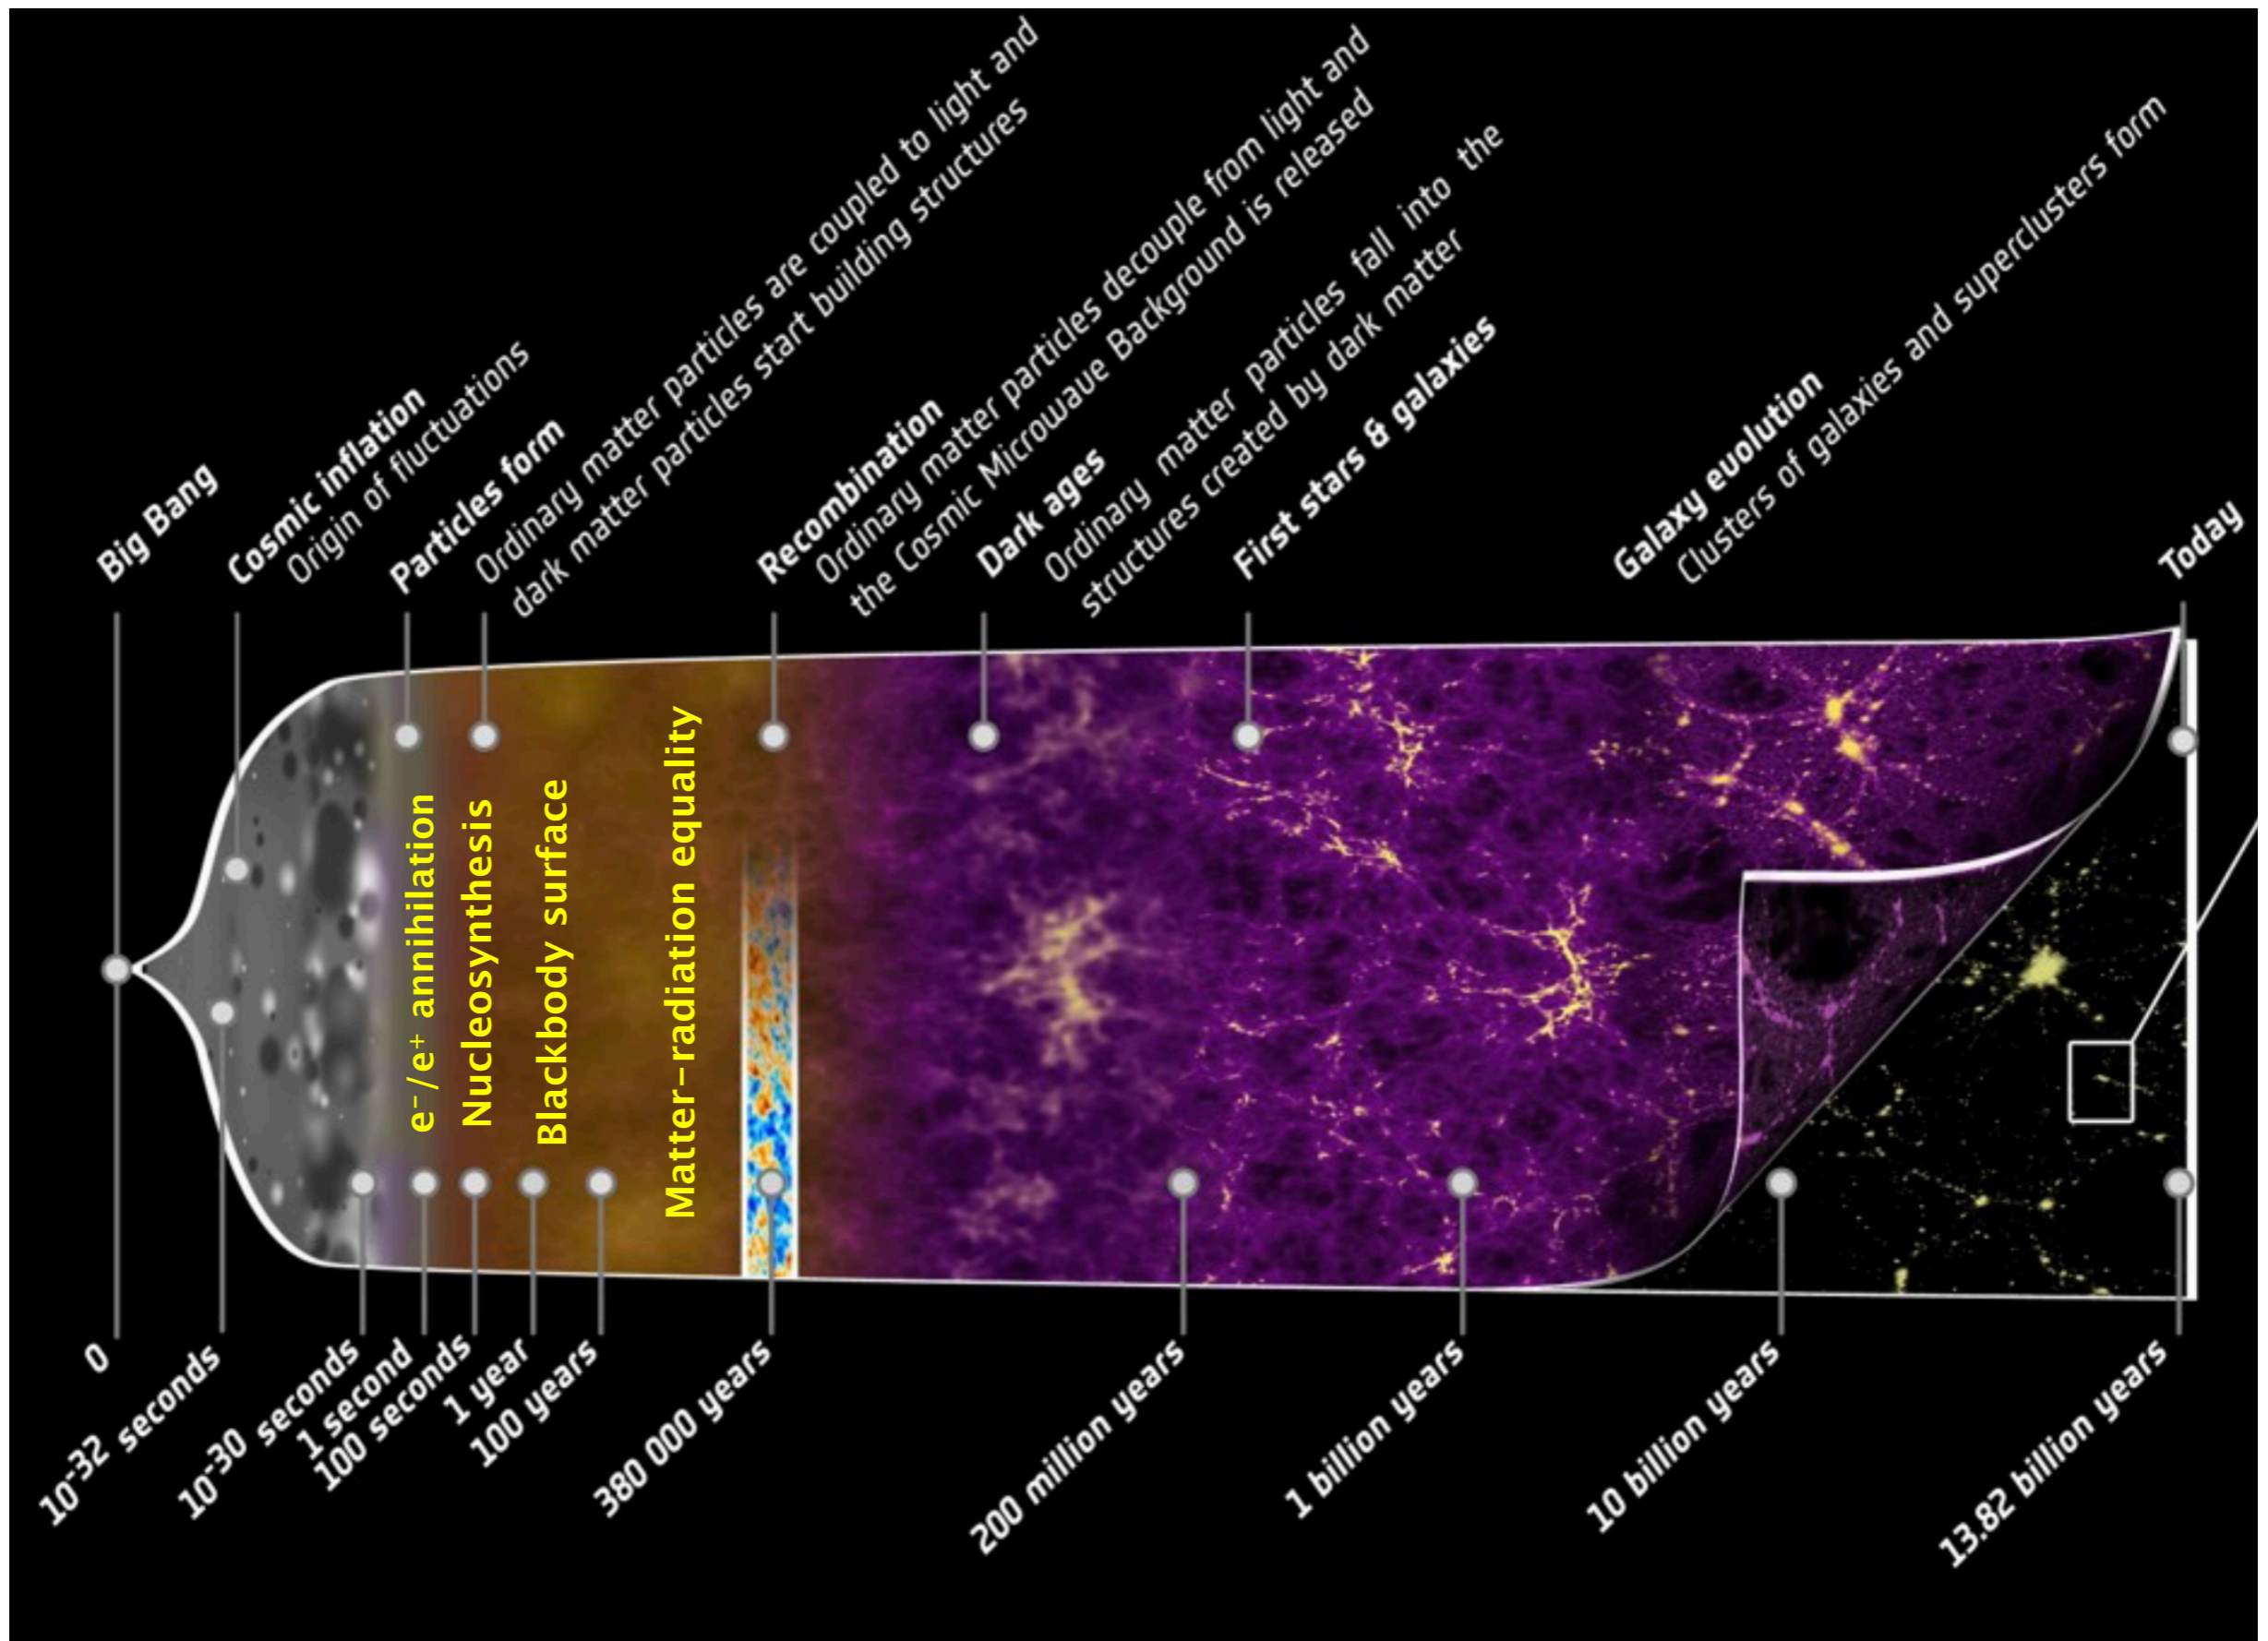 Big Bang
Cosmic inflation
Origin of fluctuations
Particles form
Ordinary matter particles are coupled to light and
dark matter particles start building structures
Recombination
Ordinary matter particles decouple from light and
the Cosmic Microwave Background is released
Dark ages
Ordinary matter particles fall into the
structures created by dark matter
First stars & galaxies
Galaxy evolution
Clusters of galaxies and superclusters form
Today
e⁻/e⁺ annihilation
Nucleosynthesis
Blackbody surface
Matter–radiation equality
0
10-32 seconds
10-30 seconds
1 second
100 seconds
1 year
100 years
380 000 years
200 million years
1 billion years
10 billion years
13.82 billion years